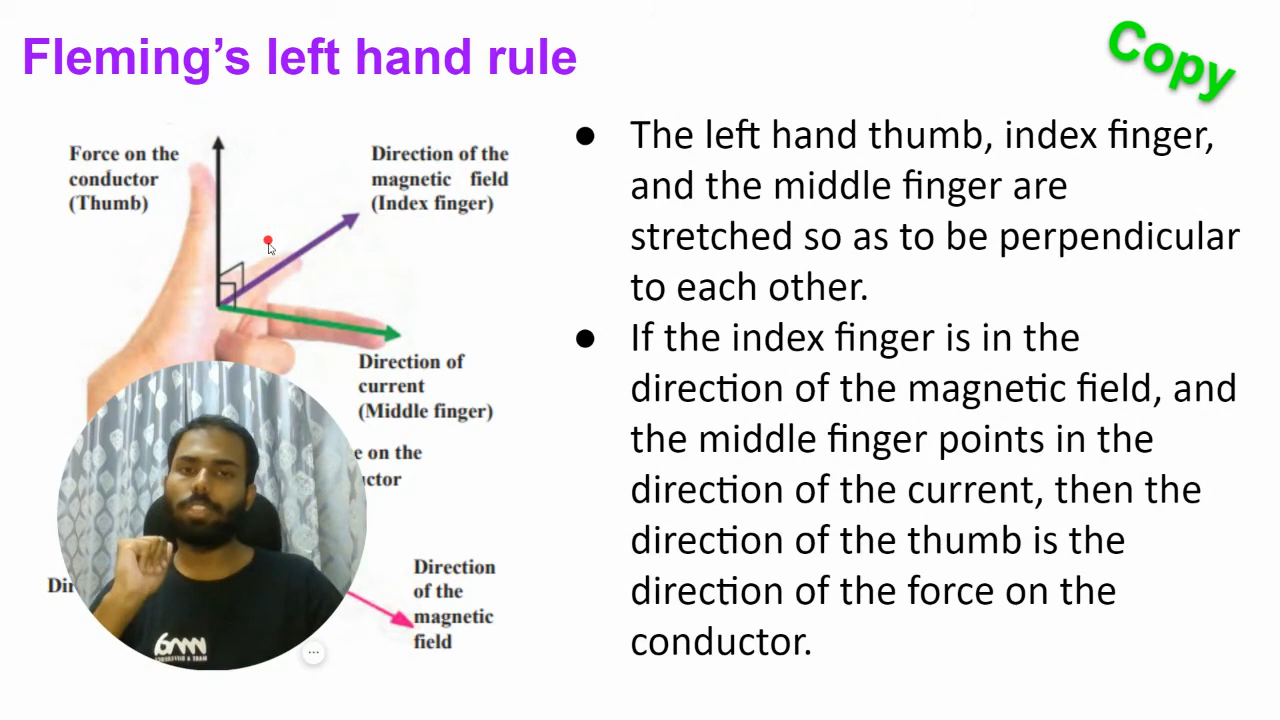 Fleming’s left hand rule
Copy
Force on the
conductor
(Thumb)
Direction of the
magnetic field
(Index finger)
Direction of
current
(Middle finger)
e on the
ctor
Dir
Direction
of the
magnetic
field
● The left hand thumb, index finger,
and the middle finger are
stretched so as to be perpendicular
to each other.
● If the index finger is in the
direction of the magnetic field, and
the middle finger points in the
direction of the current, then the
direction of the thumb is the
direction of the force on the
conductor.